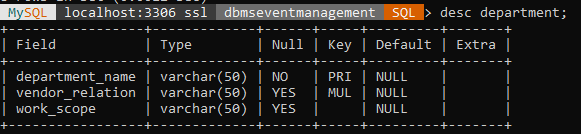 MySQL localhost:3306 ssl dbmseventmanagement SQL> desc department;
+-----------------+-------------+------+-----+---------+-------+
| Field           | Type        | Null | Key | Default | Extra |
+-----------------+-------------+------+-----+---------+-------+
| department_name | varchar(50) | NO   | PRI | NULL    |       |
| vendor_relation | varchar(50) | YES  | MUL | NULL    |       |
| work_scope      | varchar(50) | YES  |     | NULL    |       |
+-----------------+-------------+------+-----+---------+-------+